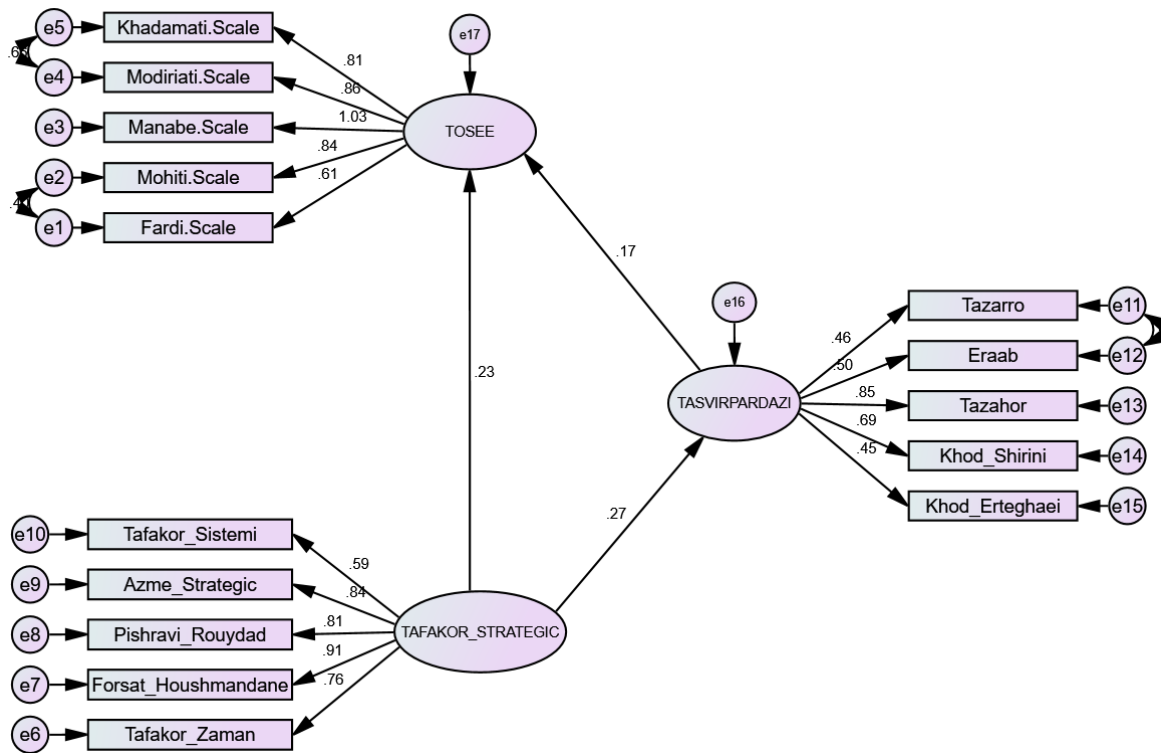 e5
Khadamati.Scale
e4
Modiriati.Scale
e3
Manabe.Scale
e2
Mohiti.Scale
e1
Fardi.Scale
.81
.86
1.03
.84
.61
e17
TOSEE
.17
.23
e16
TASVIRPARDAZI
.46
.50
.85
.69
.45
Tazarro
e11
Eraab
e12
Tazahor
e13
Khod_Shirini
e14
Khod_Erteghaei
e15
.27
e10
Tafakor_Sistemi
e9
Azme_Strategic
e8
Pishravi_Rouydad
e7
Forsat_Houshmandane
e6
Tafakor_Zaman
.59
.84
.81
.91
.76
TAFAKOR_STRATEGIC